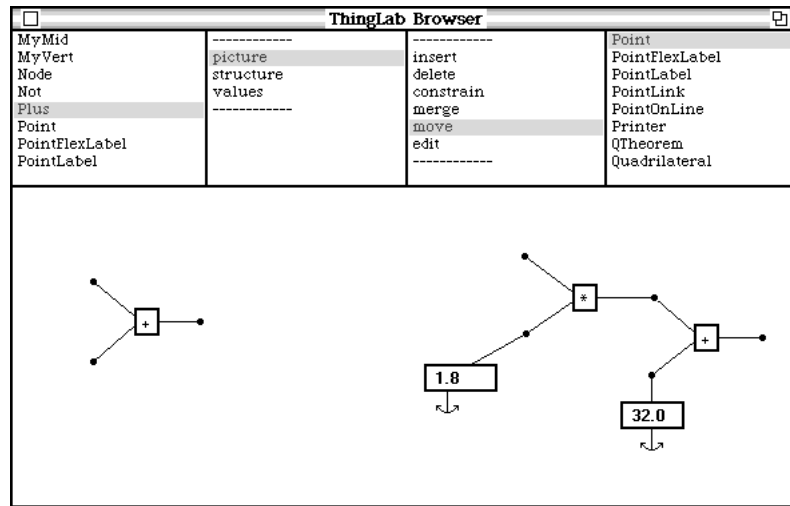 ThingLab Browser
MyMid
MyVert
Node
Not
Plus
Point
PointFlexLabel
PointLabel
------------
picture
structure
values
------------
------------
insert
delete
constrain
merge
move
edit
------------
Point
PointFlexLabel
PointLabel
PointLink
PointOnLine
Printer
QTheorem
Quadrilateral
+
*
+
1.8
32.0